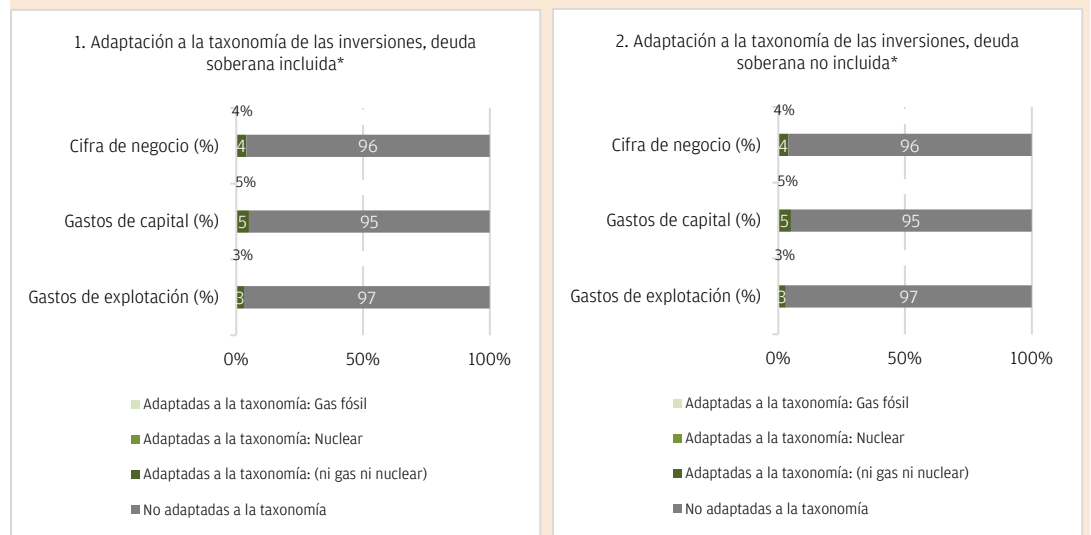 1. Adaptación a la taxonomía de las inversiones, deuda
soberana incluida*
4%
Cifra de negocio (%) 4 96
5%
Gastos de capital (%) 5 95
3%
Gastos de explotación (%) 3 97
0% 50% 100%
Adaptadas a la taxonomía: Gas fósil
Adaptadas a la taxonomía: Nuclear
Adaptadas a la taxonomía: (ni gas ni nuclear)
No adaptadas a la taxonomía
2. Adaptación a la taxonomía de las inversiones, deuda
soberana no incluida*
4%
Cifra de negocio (%) 4 96
5%
Gastos de capital (%) 5 95
3%
Gastos de explotación (%) 3 97
0% 50% 100%
Adaptadas a la taxonomía: Gas fósil
Adaptadas a la taxonomía: Nuclear
Adaptadas a la taxonomía: (ni gas ni nuclear)
No adaptadas a la taxonomía